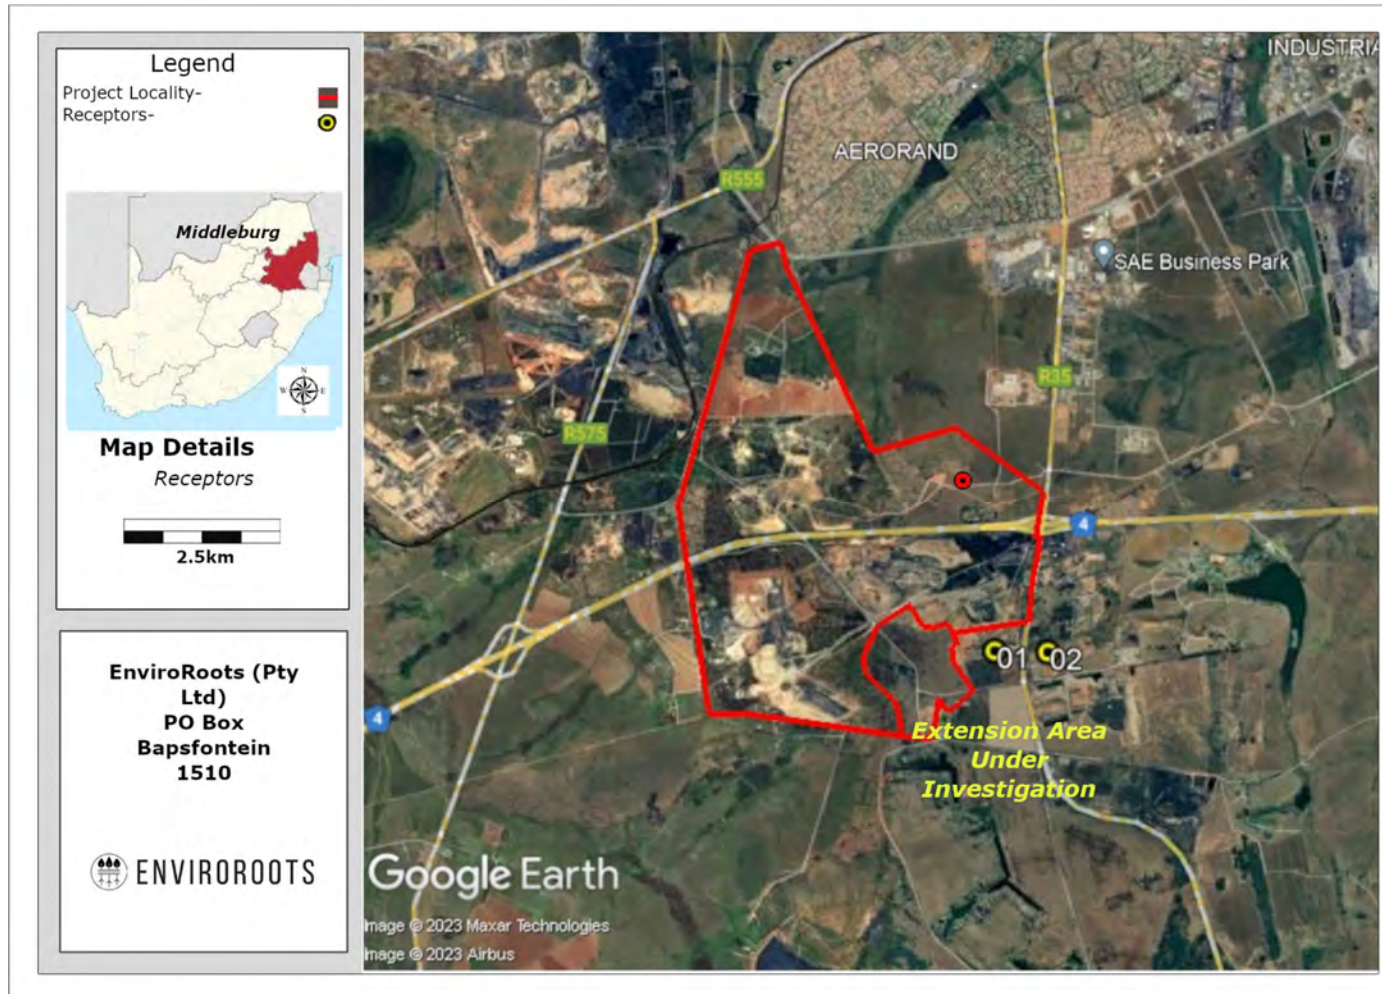 Legend
Project Locality-
Receptors-
Middleburg
N
W E
S
Map Details
Receptors
2.5km
EnviroRoots (Pty
Ltd)
PO Box
Bapsfontein
1510
ENVIROROOTS
INDUSTRIA
AERORAND
R555
SAE Business Park
R35
R575
4
01 02
4
Extension Area
Under
Investigation
Google Earth
Image © 2023 Maxar Technologies
Image © 2023 Airbus